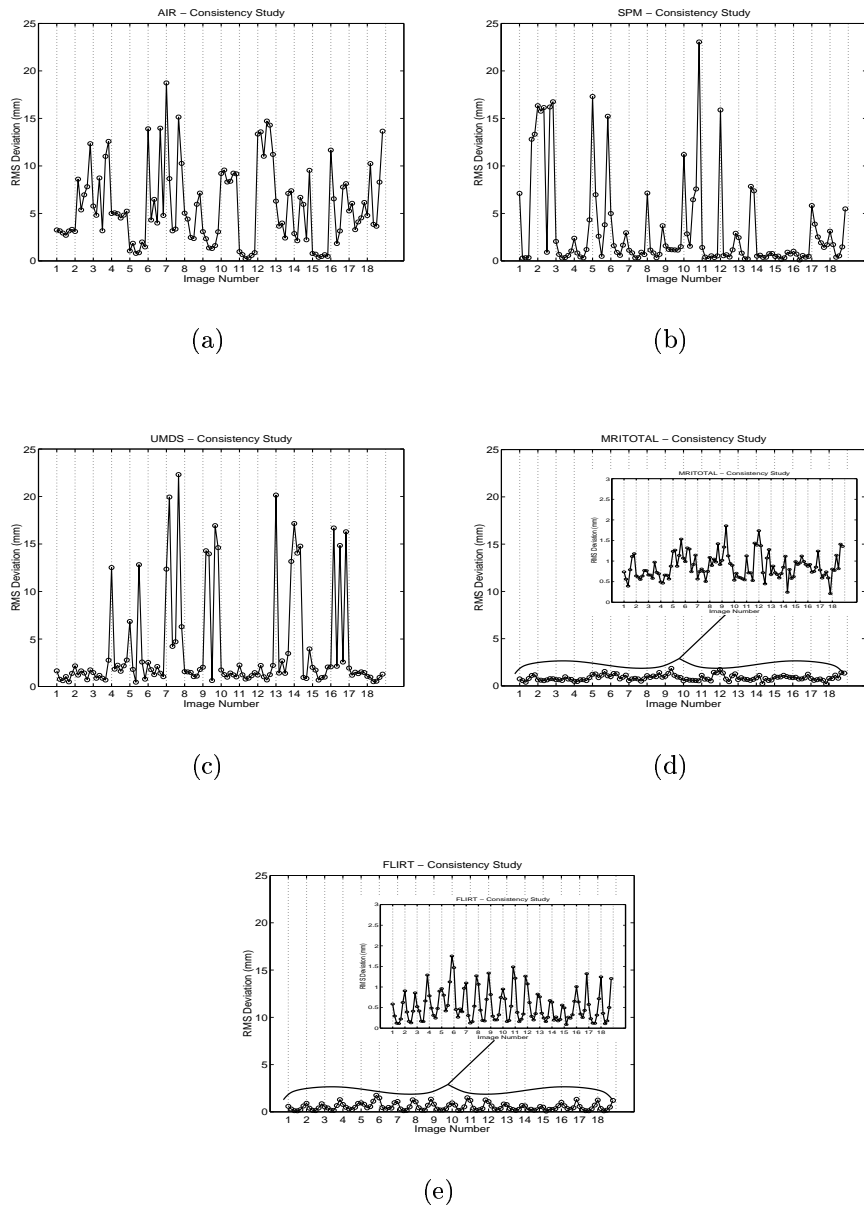 AIR – Consistency Study
25
20
15
10
5
0
RMS Deviation (mm)
1 2 3 4 5 6 7 8 9 10 11 12 13 14 15 16 17 18
Image Number
(a)
SPM – Consistency Study
25
20
15
10
5
0
RMS Deviation (mm)
1 2 3 4 5 6 7 8 9 10 11 12 13 14 15 16 17 18
Image Number
(b)
UMDS – Consistency Study
25
20
15
10
5
0
RMS Deviation (mm)
1 2 3 4 5 6 7 8 9 10 11 12 13 14 15 16 17 18
Image Number
(c)
MRITOTAL – Consistency Study
25
20
15
10
5
0
RMS Deviation (mm)
MRITOTAL – Consistency Study
3
2.5
2
1.5
1
0.5
0
RMS Deviation (mm)
1 2 3 4 5 6 7 8 9 10 11 12 13 14 15 16 17 18
Image Number
1 2 3 4 5 6 7 8 9 10 11 12 13 14 15 16 17 18
Image Number
(d)
FLIRT – Consistency Study
25
20
15
10
5
0
RMS Deviation (mm)
FLIRT – Consistency Study
3
2.5
2
1.5
1
0.5
0
RMS Deviation (mm)
1 2 3 4 5 6 7 8 9 10 11 12 13 14 15 16 17 18
Image Number
1 2 3 4 5 6 7 8 9 10 11 12 13 14 15 16 17 18
Image Number
(e)